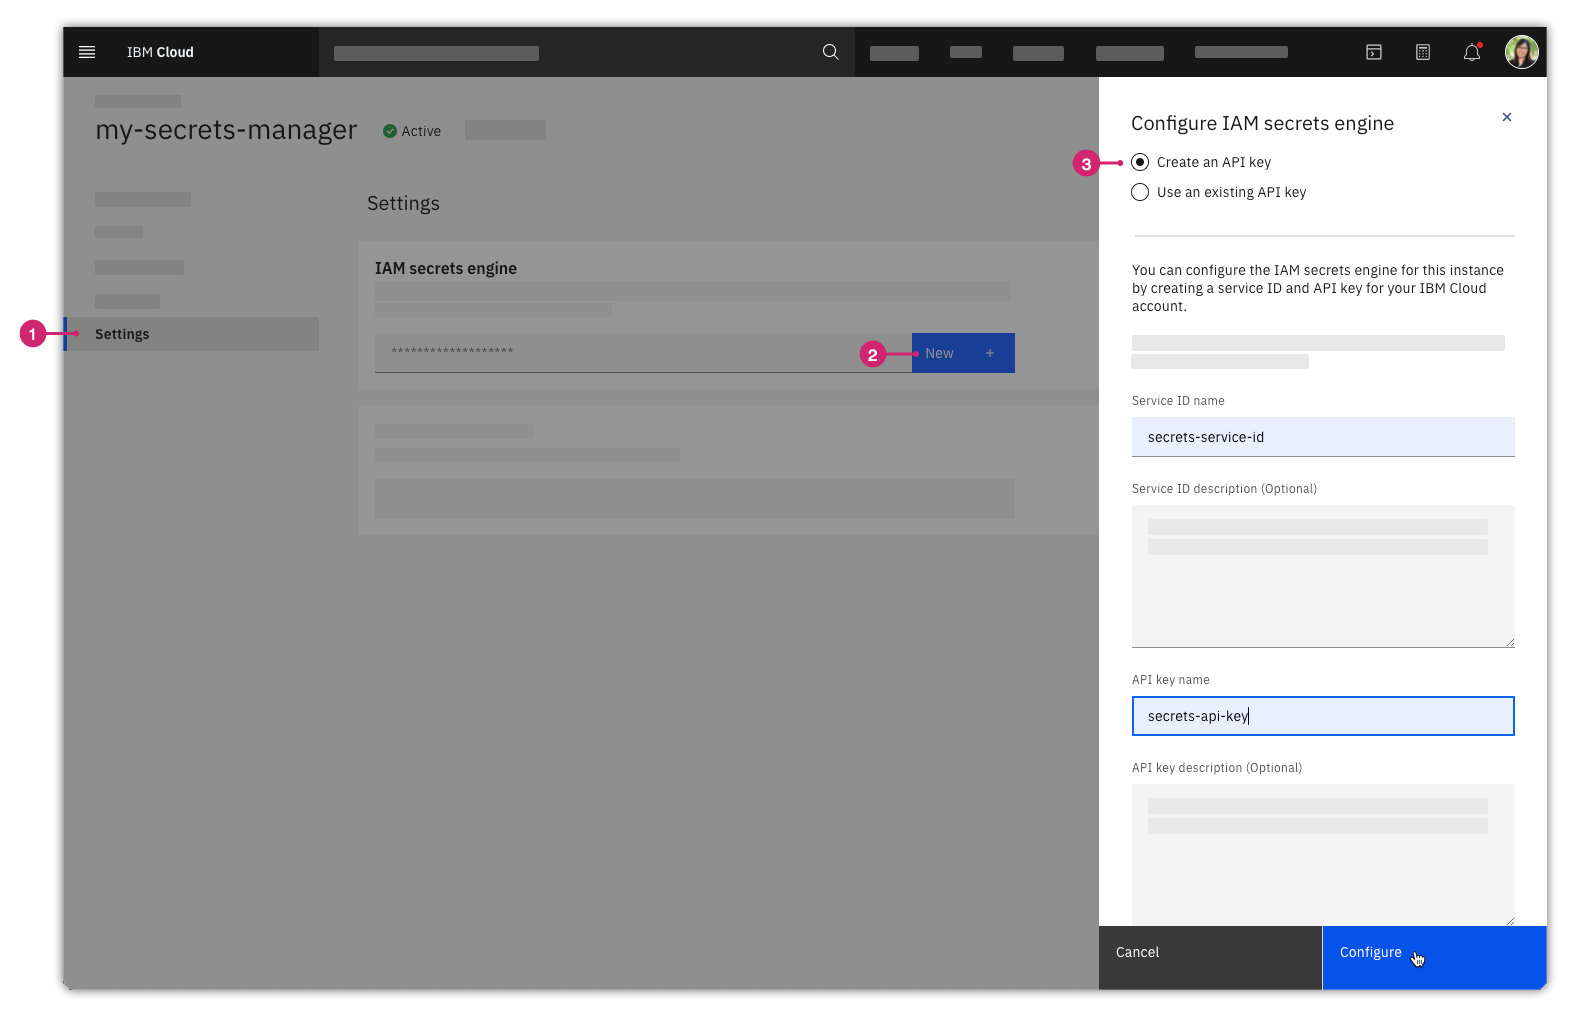 IBM Cloud
my-secrets-manager
Active
Settings
IAM secrets engine
*******************
2
New +
1
Settings
Configure IAM secrets engine
3
Create an API key
Use an existing API key
You can configure the IAM secrets engine for this instance
by creating a service ID and API key for your IBM Cloud
account.
Service ID name
secrets-service-id
Service ID description (Optional)
API key name
secrets-api-key
API key description (Optional)
Cancel
Configure